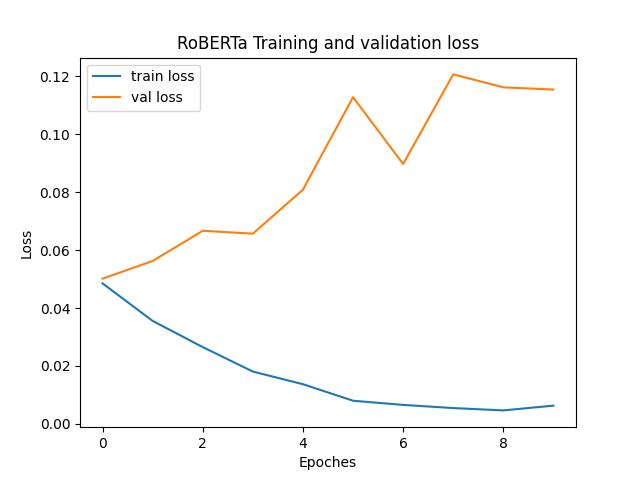 RoBERTa Training and validation loss
train loss
val loss
0.12
0.10
0.08
0.06
0.04
0.02
0.00
Loss
0 2 4 6 8
Epoches